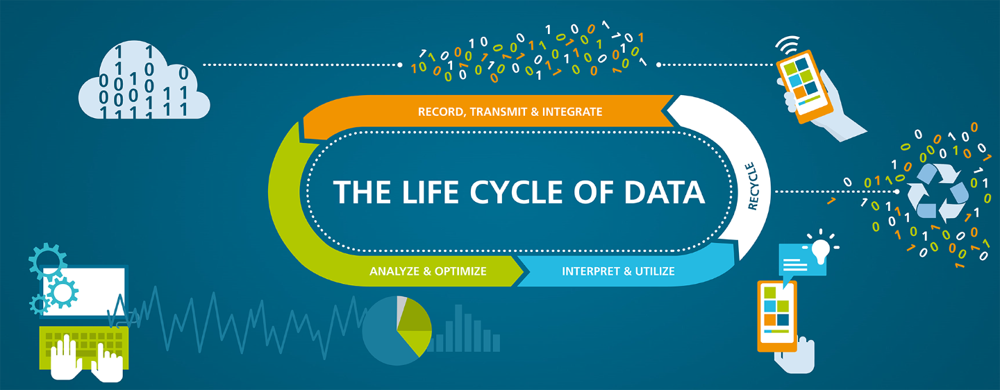 RECORD, TRANSMIT & INTEGRATE
THE LIFE CYCLE OF DATA
RECYCLE
ANALYZE & OPTIMIZE
INTERPRET & UTILIZE